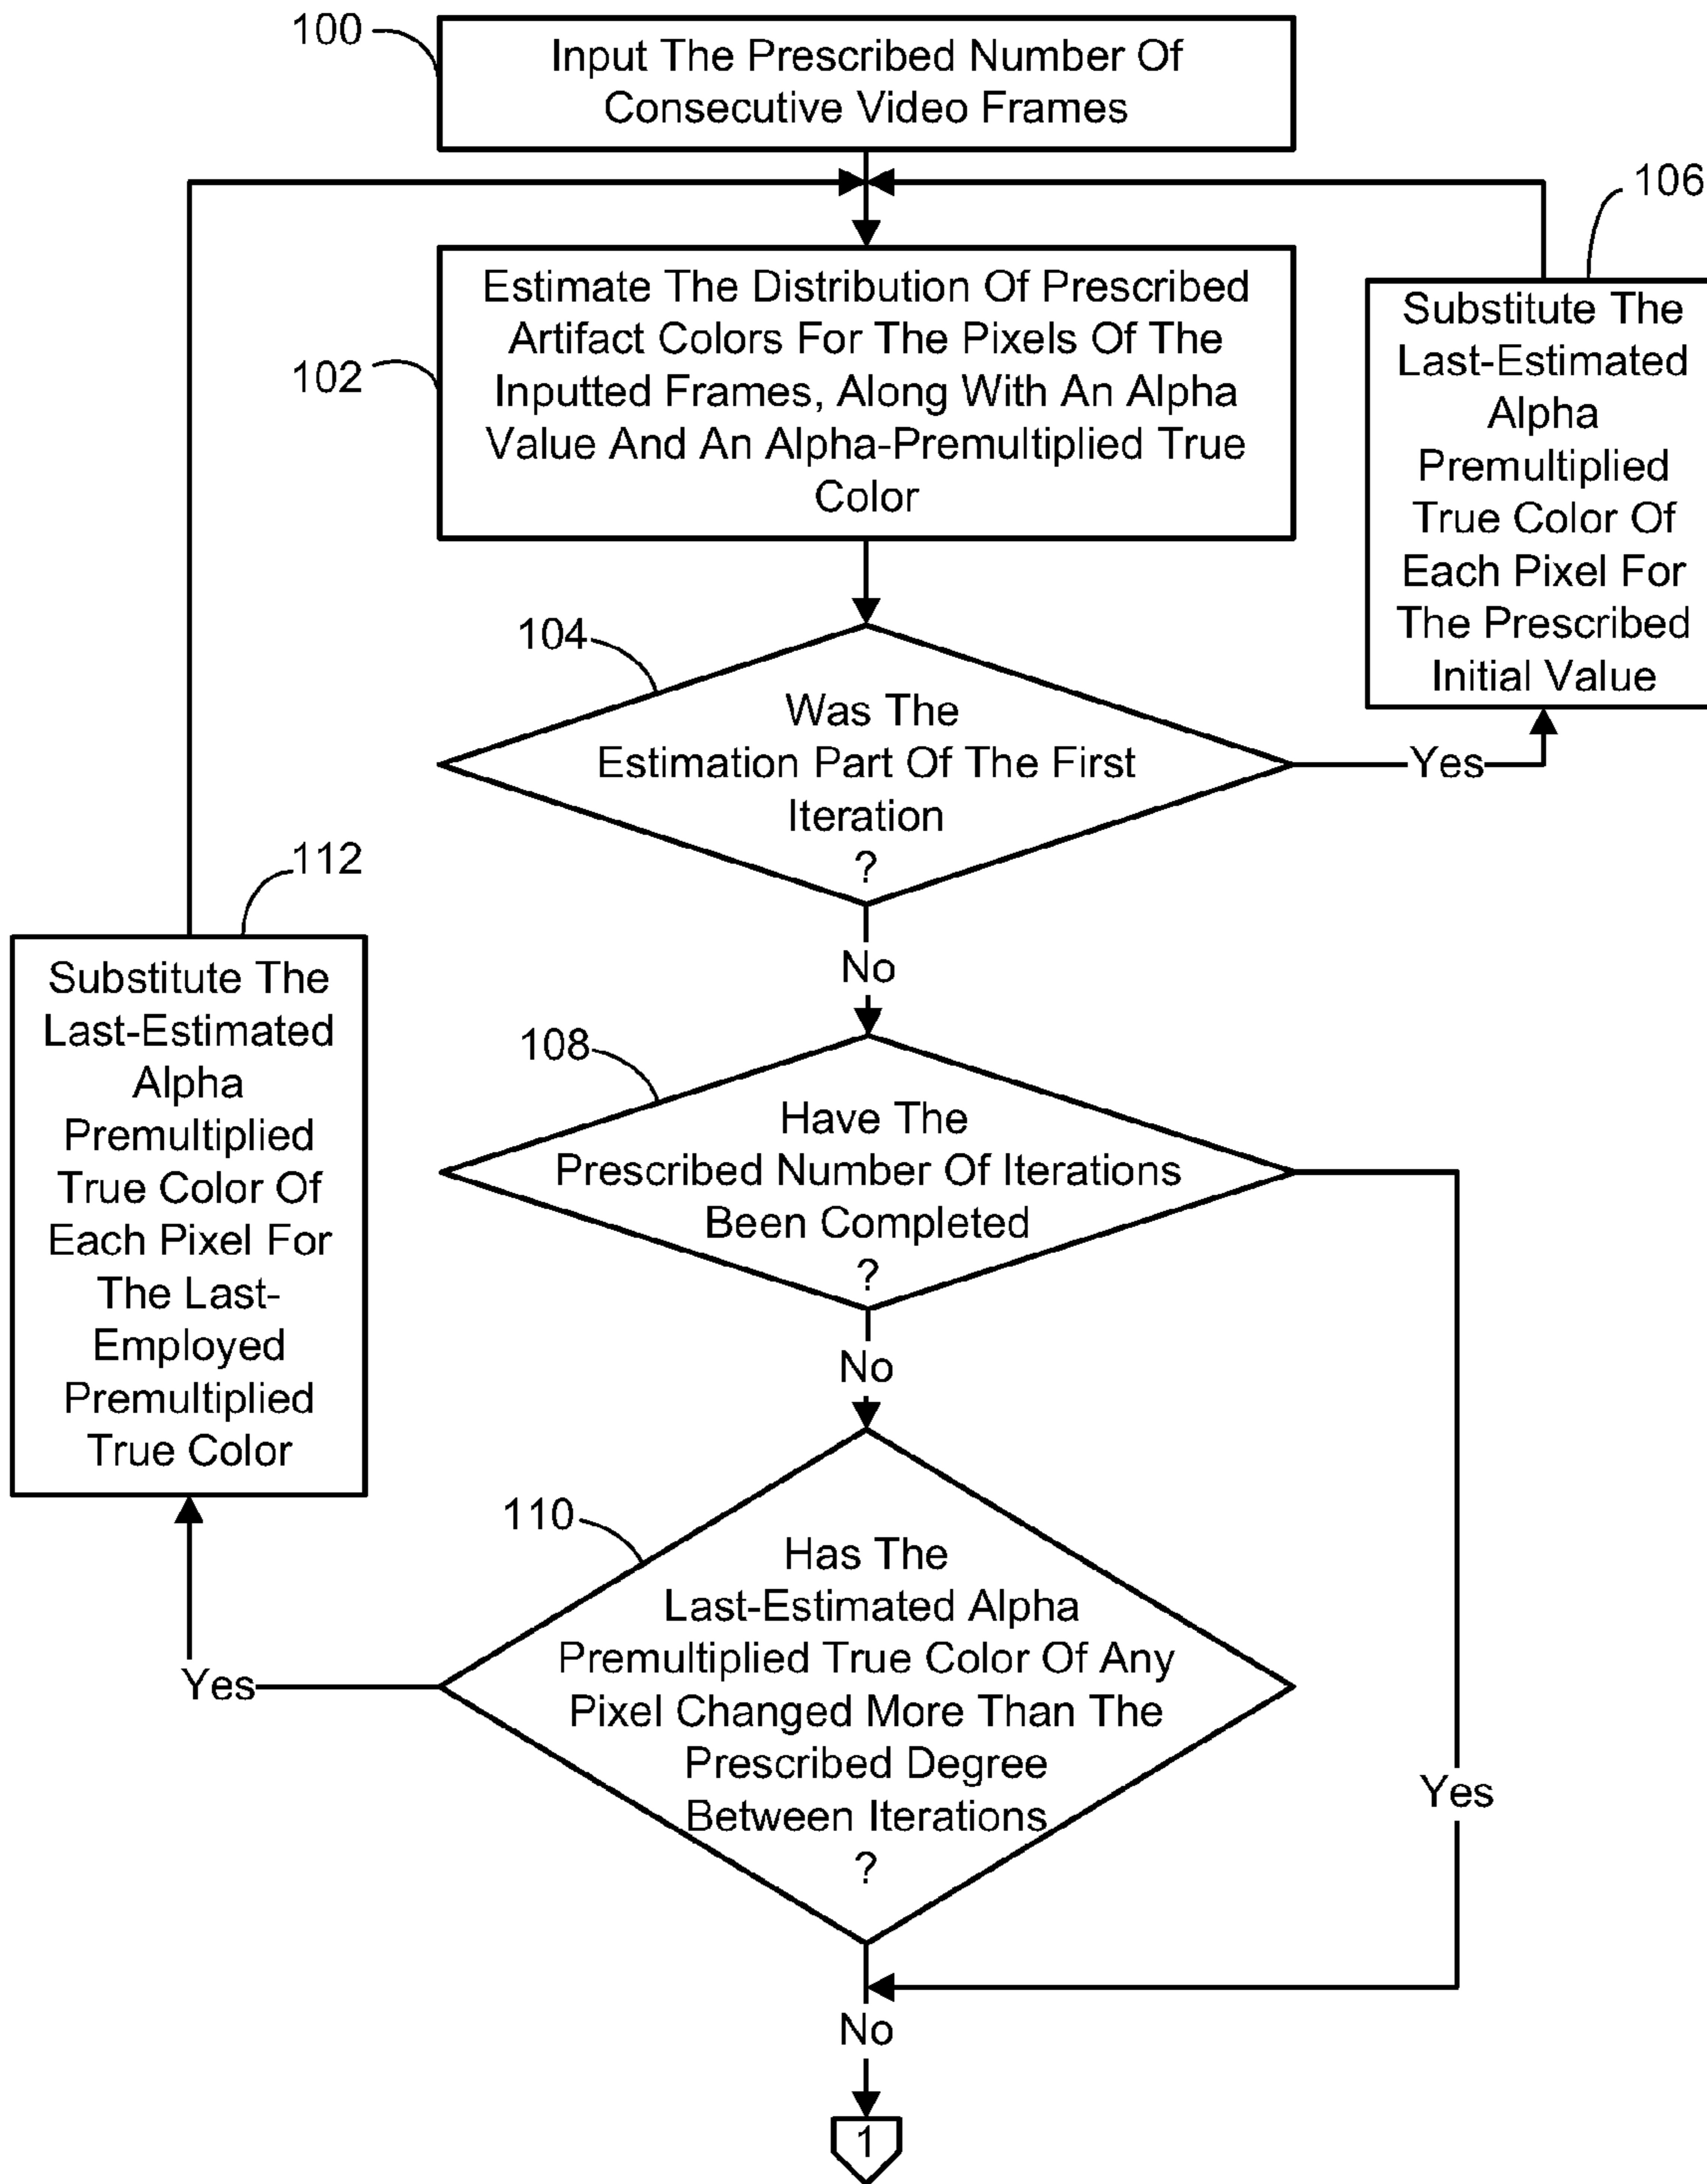 100
Input The Prescribed Number Of
Consecutive Video Frames
106
102
Estimate The Distribution Of Prescribed
Artifact Colors For The Pixels Of The
Inputted Frames, Along With An Alpha
Value And An Alpha-Premultiplied True
Color
Substitute The
Last-Estimated
Alpha
Premultiplied
True Color Of
Each Pixel For
The Prescribed
Initial Value
104
Was The
Estimation Part Of The First
Iteration
?
Yes
No
112
Substitute The
Last-Estimated
Alpha
Premultiplied
True Color Of
Each Pixel For
The Last-
Employed
Premultiplied
True Color
108
Have The
Prescribed Number Of Iterations
Been Completed
?
No
110
Has The
Last-Estimated Alpha
Premultiplied True Color Of Any
Pixel Changed More Than The
Prescribed Degree
Between Iterations
?
Yes
Yes
No
1